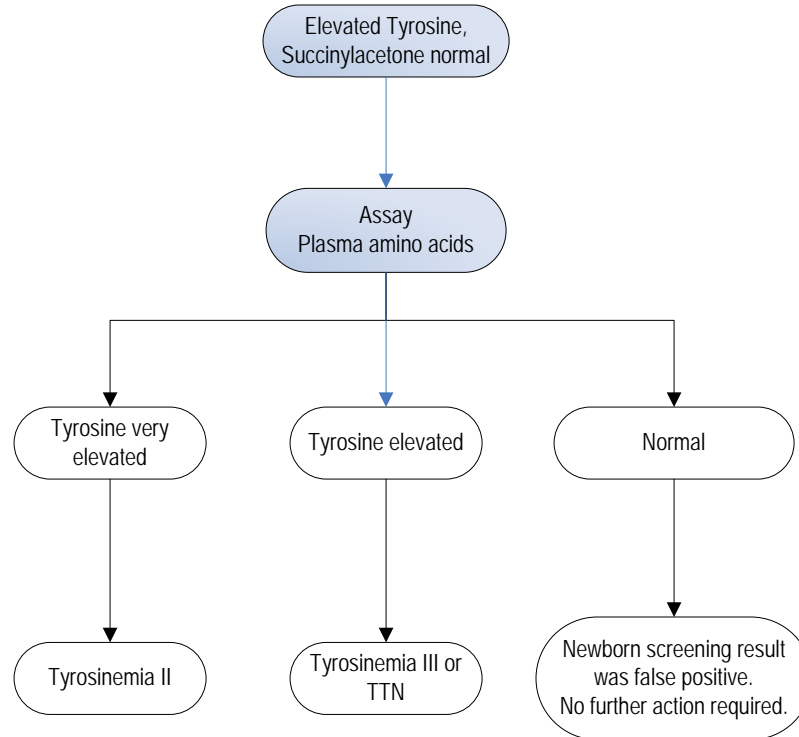 Elevated Tyrosine,
Succinylacetone normal
Assay
Plasma amino acids
Tyrosine very
elevated
Tyrosine elevated
Normal
Tyrosinemia II
Tyrosinemia III or
TTN
Newborn screening result
was false positive.
No further action required.